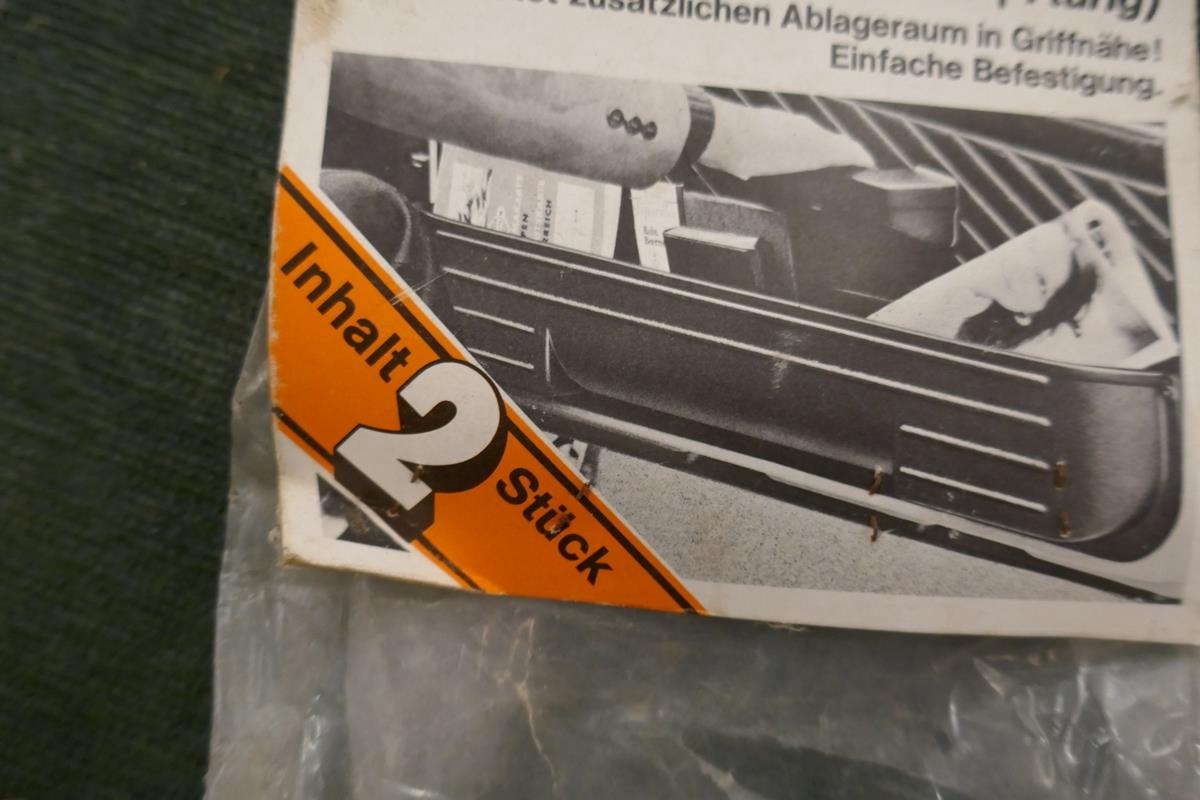 zusätzlichen Ablageraum in Griffnähe!
Einfache Befestigung.
Inhalt
2
Stück